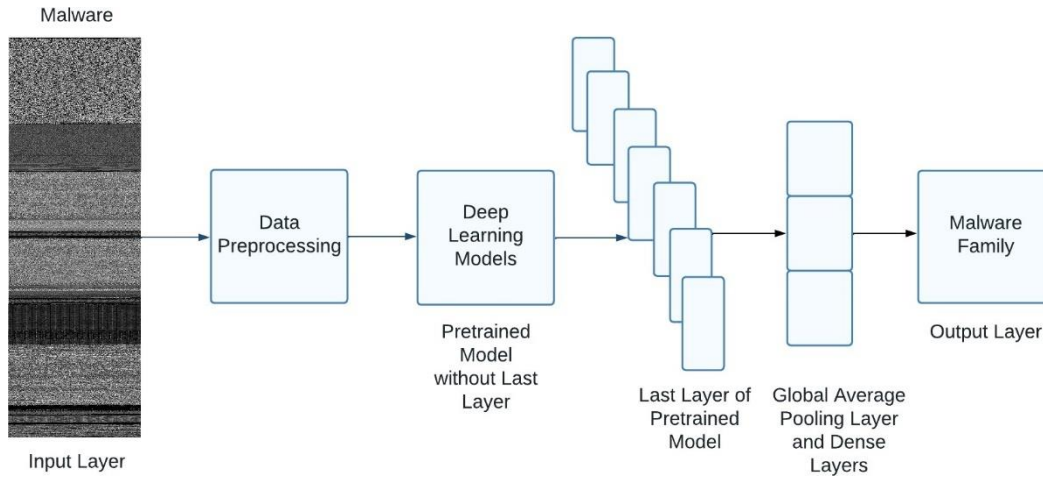 Malware
Input Layer
Data
Preprocessing
Deep
Learning
Models
Pretrained
Model
without Last
Layer
Last Layer of
Pretrained
Model
Global Average
Pooling Layer
and Dense
Layers
Malware
Family
Output Layer